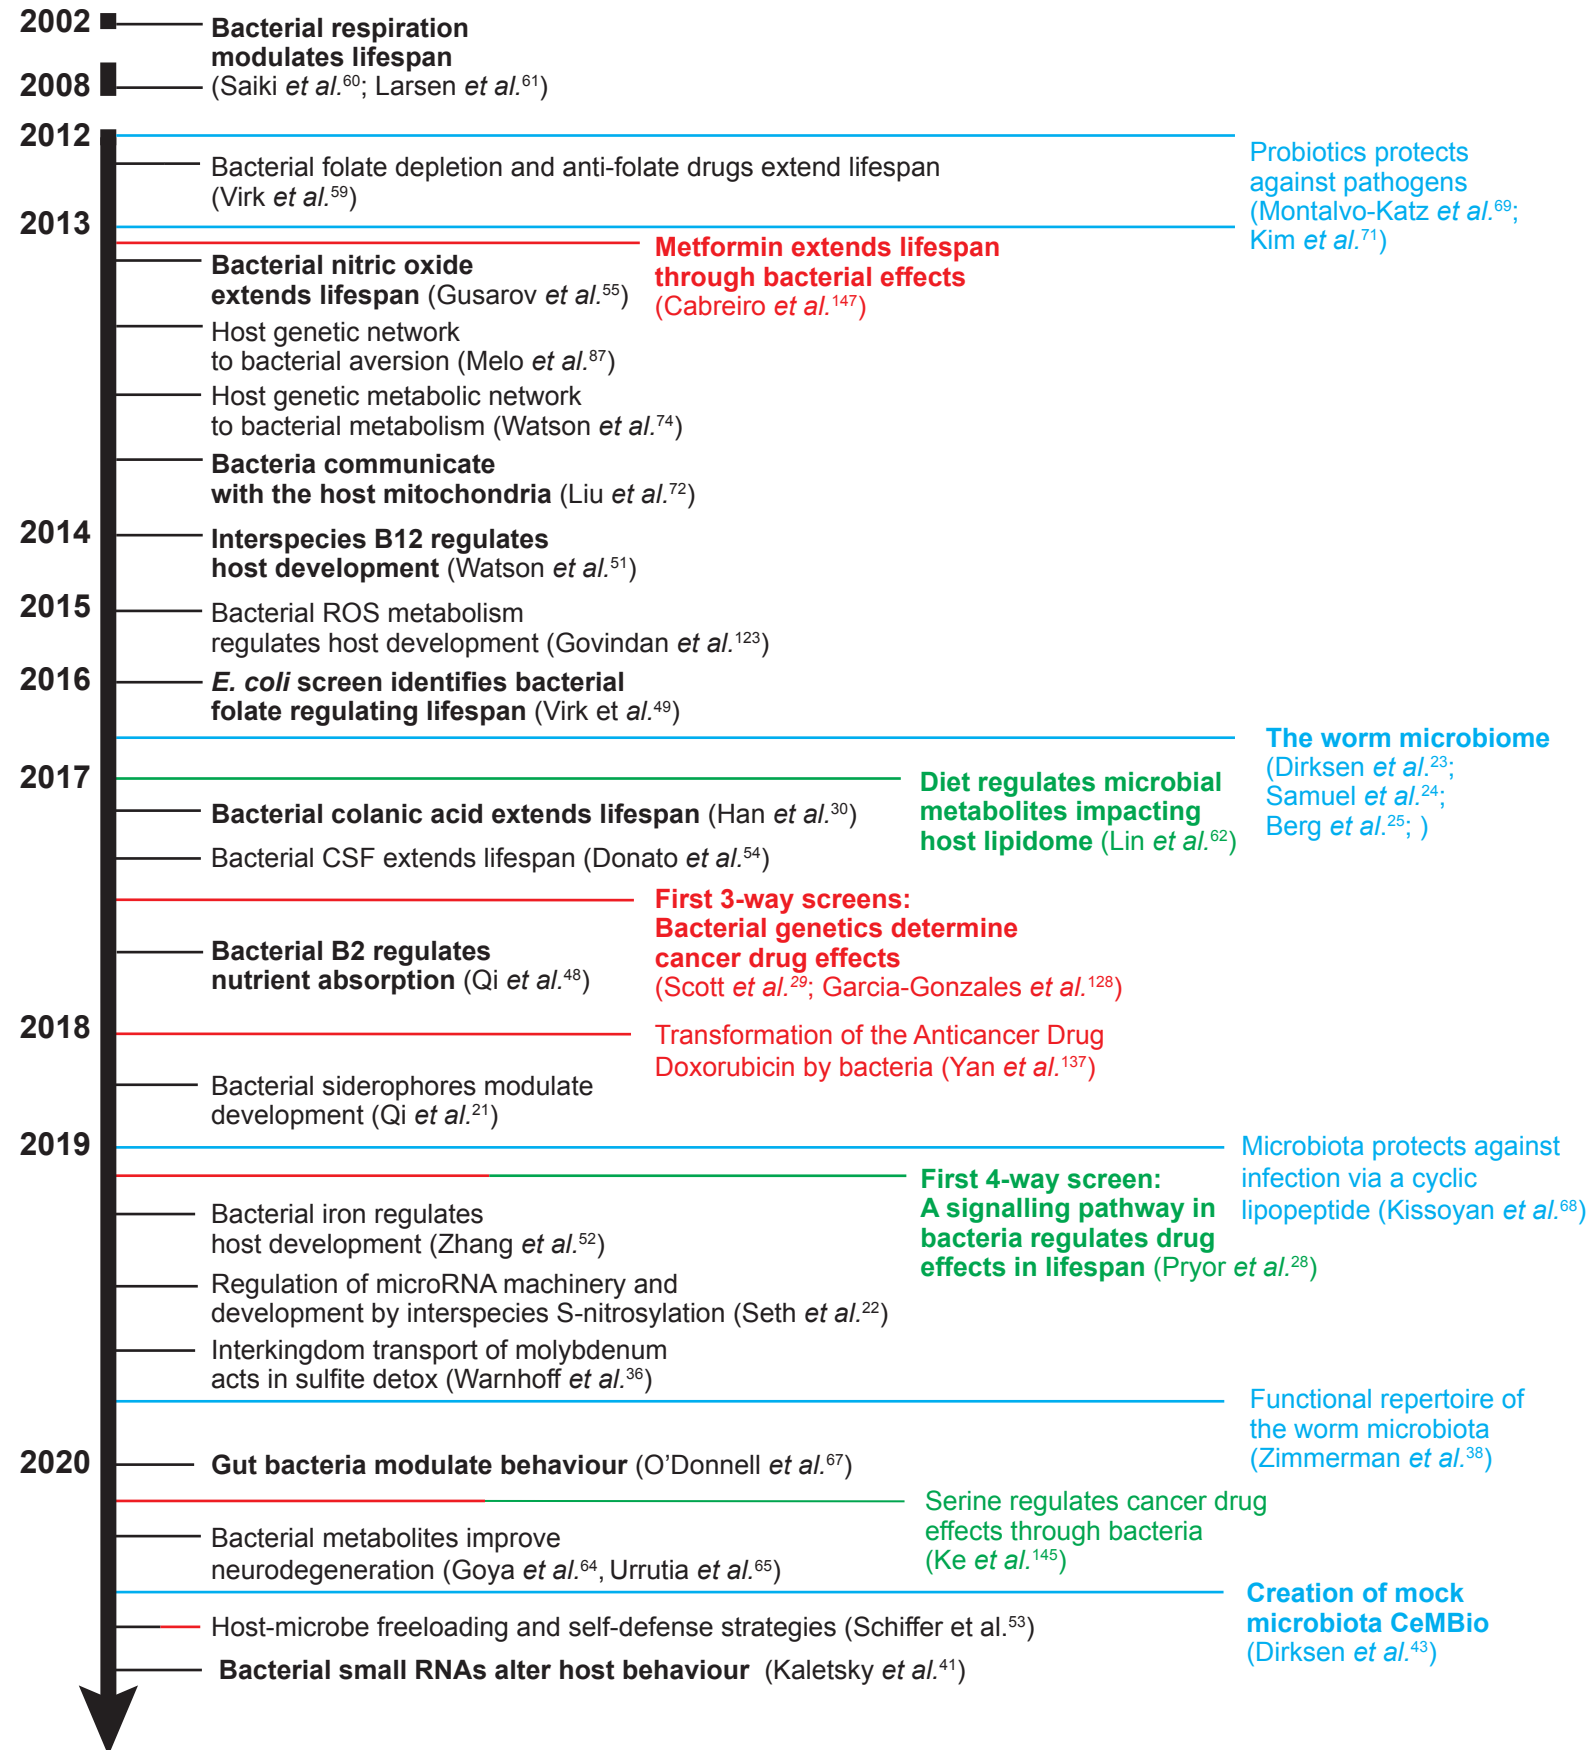 2002
Bacterial respiration
modulates lifespan
2008
(Saiki et al.60; Larsen et al.61)
2012
Probiotics protects
against pathogens
(Montalvo-Katz et al.69;
Kim et al.71)
Bacterial folate depletion and anti-folate drugs extend lifespan
(Virk et al.59)
2013
Metformin extends lifespan
through bacterial effects
(Cabreiro et al.147)
Bacterial nitric oxide
extends lifespan (Gusarov et al.55)
Host genetic network
to bacterial aversion (Melo et al.87)
Host genetic metabolic network
to bacterial metabolism (Watson et al.74)
Bacteria communicate
with the host mitochondria (Liu et al.72)
2014
Interspecies B12 regulates
host development (Watson et al.51)
2015
Bacterial ROS metabolism
regulates host development (Govindan et al.123)
2016
E. coli screen identifies bacterial
folate regulating lifespan (Virk et al.49)
The worm microbiome
(Dirksen et al.23;
Samuel et al.24;
Berg et al.25; )
2017
Diet regulates microbial
metabolites impacting
host lipidome (Lin et al.62)
Bacterial colanic acid extends lifespan (Han et al.30)
Bacterial CSF extends lifespan (Donato et al.54)
First 3-way screens:
Bacterial genetics determine
cancer drug effects
(Scott et al.29; Garcia-Gonzales et al.128)
Bacterial B2 regulates
nutrient absorption (Qi et al.48)
2018
Transformation of the Anticancer Drug
Doxorubicin by bacteria (Yan et al.137)
Bacterial siderophores modulate
development (Qi et al.21)
2019
Microbiota protects against
infection via a cyclic
lipopeptide (Kissoyan et al.68)
First 4-way screen:
A signalling pathway in
bacteria regulates drug
effects in lifespan (Pryor et al.28)
Bacterial iron regulates
host development (Zhang et al.52)
Regulation of microRNA machinery and
development by interspecies S-nitrosylation (Seth et al.22)
Interkingdom transport of molybdenum
acts in sulfite detox (Warnhoff et al.36)
Functional repertoire of
the worm microbiota
(Zimmerman et al.38)
2020
Gut bacteria modulate behaviour (O'Donnell et al.67)
Serine regulates cancer drug
effects through bacteria
(Ke et al.145)
Bacterial metabolites improve
neurodegeneration (Goya et al.64, Urrutia et al.65)
Creation of mock
microbiota CeMBio
(Dirksen et al.43)
Host-microbe freeloading and self-defense strategies (Schiffer et al.53)
Bacterial small RNAs alter host behaviour (Kaletsky et al.41)